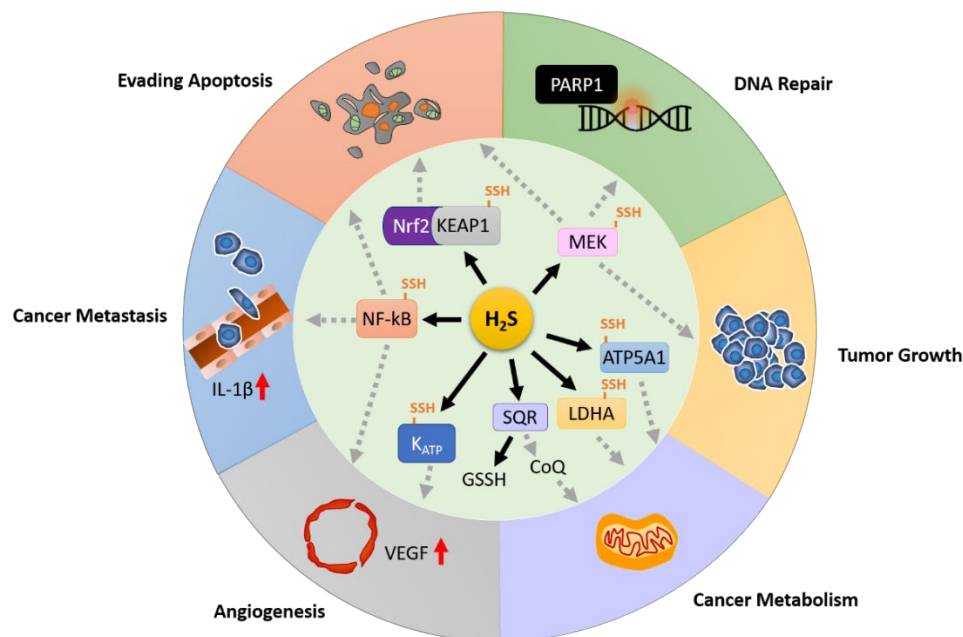 Evading Apoptosis
DNA Repair
PARP1
SSH
Nrf2 KEAP1
SSH
MEK
SSH
NF-kB
H₂S
Cancer Metastasis
IL-1β
SSH
ATP5A1
Tumor Growth
SSH
LDHA
SSH
K_ATP
SQR
GSSH
CoQ
VEGF
Angiogenesis
Cancer Metabolism